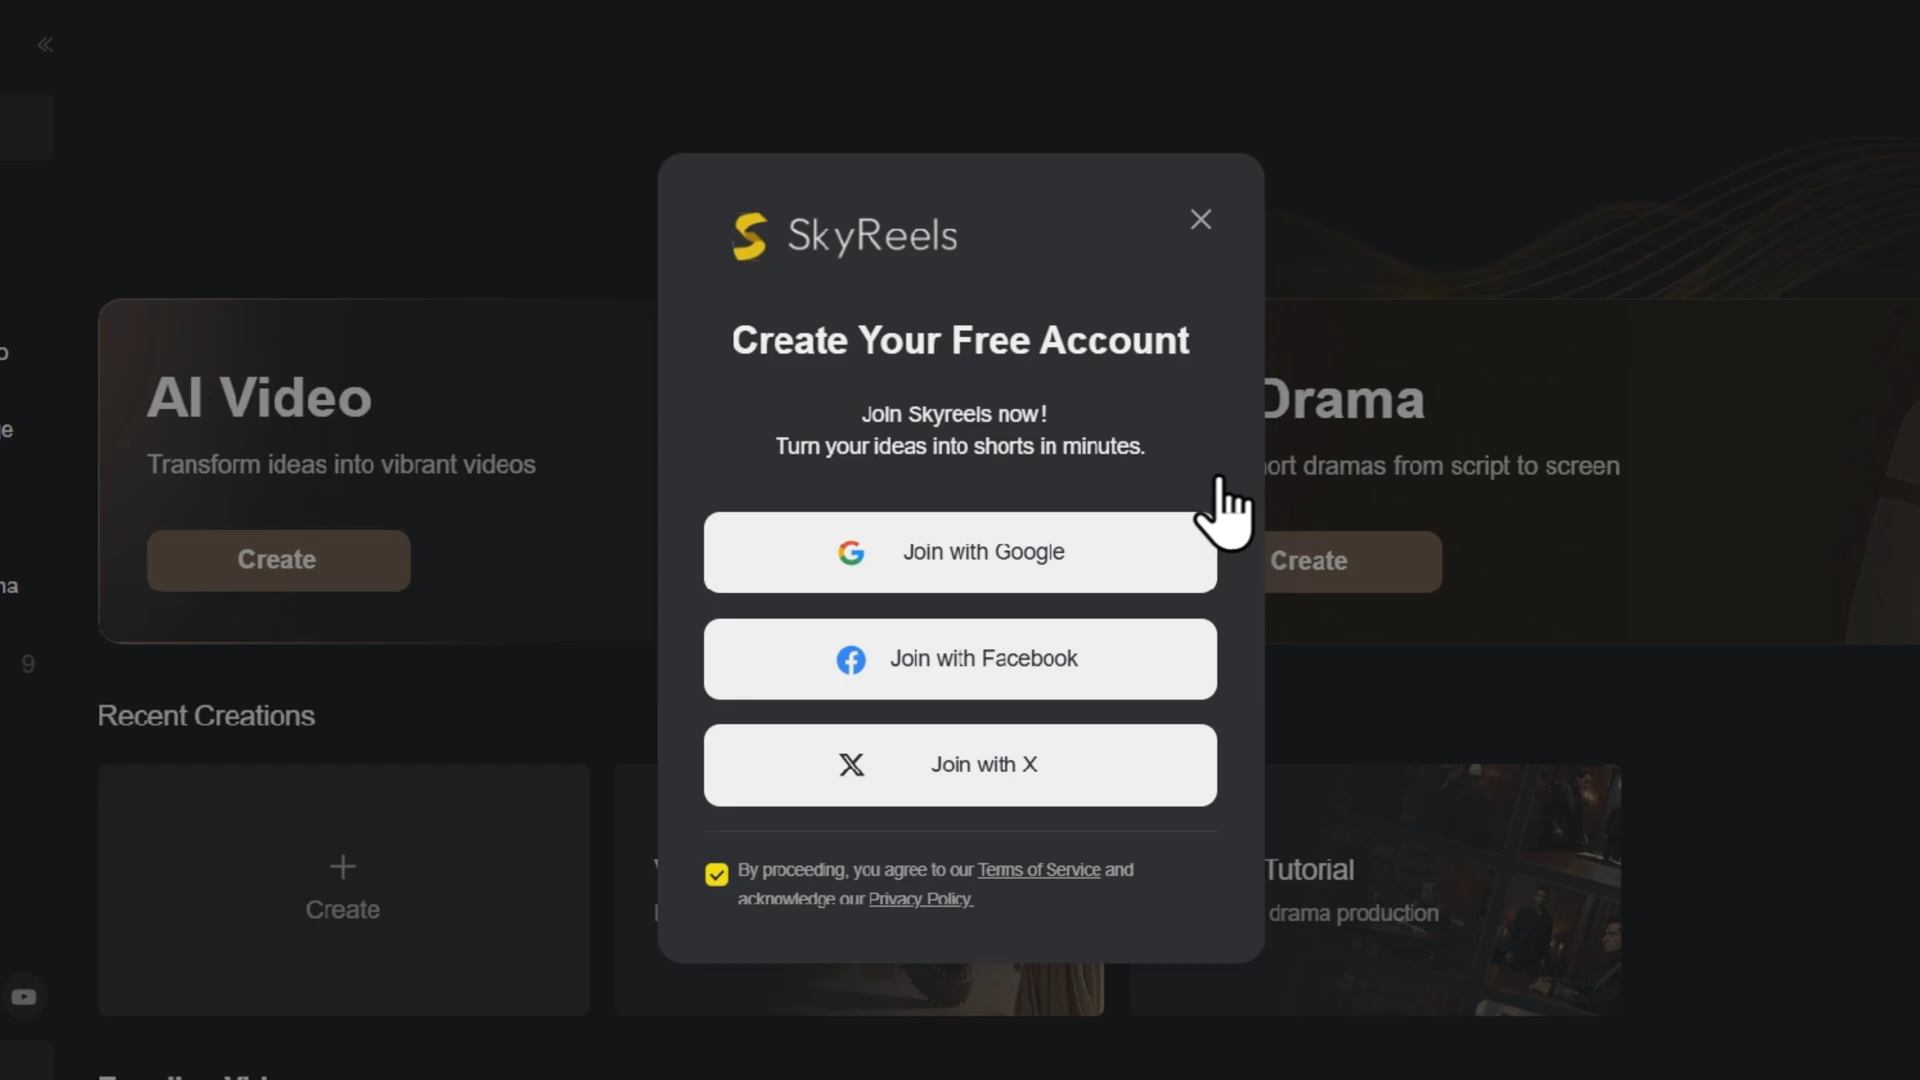 SkyReels
Create Your Free Account
Join Skyreels now!
Turn your ideas into shorts in minutes.
Join with Google
Join with Facebook
Join with X
By proceeding, you agree to our Terms of Service and
acknowledge our Privacy Policy.
AI Video
Transform ideas into vibrant videos
Create
Drama
dramas from script to screen
Create
9
Recent Creations
Create
Tutorial
drama production